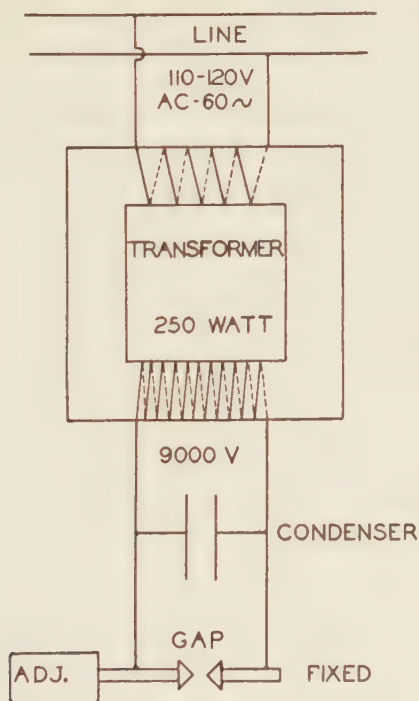 LINE
110-120V
AC-60~
TRANSFORMER
250 WATT
9000 V
CONDENSER
GAP
ADJ.
FIXED